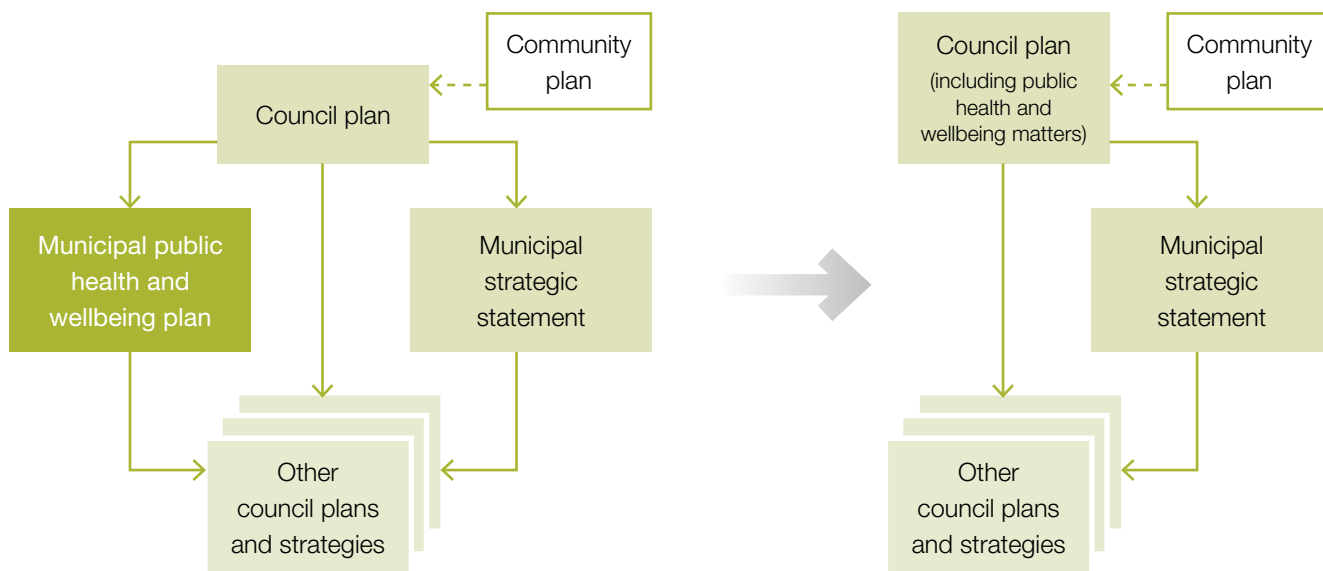 Community
plan
Council plan
Municipal public
health and
wellbeing plan
Municipal
strategic
statement
Other
council plans
and strategies
Council plan
(including public
health and
wellbeing matters)
Community
plan
Municipal
strategic
statement
Other
council plans
and strategies